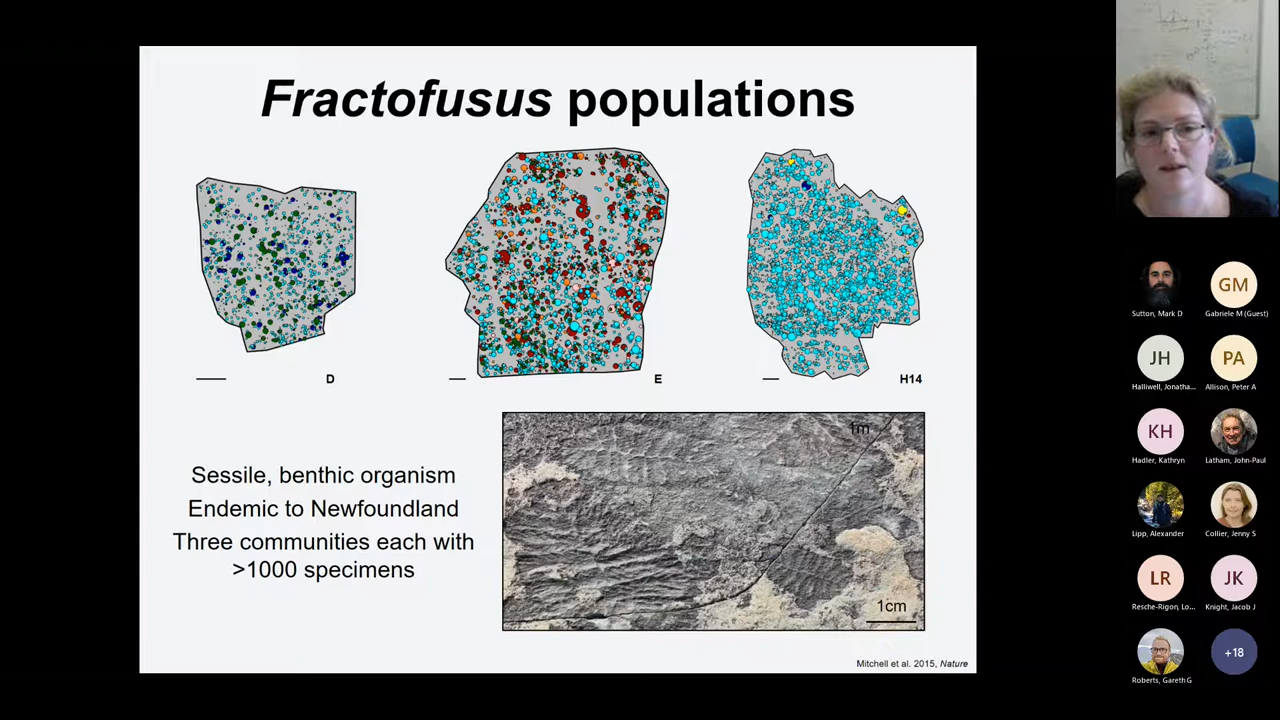 Fractofusus populations
D
E
H14
Sessile, benthic organism
Endemic to Newfoundland
Three communities each with
>1000 specimens
1m
1cm
Mitchell et al. 2015, Nature
Sutton, Mark D
GM
Gabriele M (Guest)
JH
Halliwell, Jonatha...
PA
Allison, Peter A
KH
Hadler, Kathryn
Latham, John-Paul
Lipp, Alexander
Collier, Jenny S
LR
Resche-Rigon, Lo...
JK
Knight, Jacob J
Roberts, Gareth G
+18